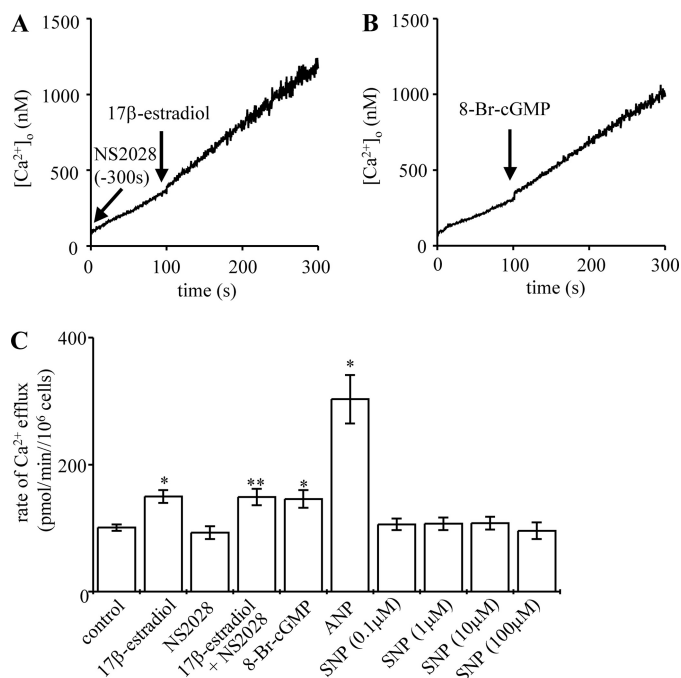 A
1500
1000
500
0
[Ca²⁺]ₒ (nM)
17β-estradiol
NS2028
(-300s)
0
100
200
300
time (s)
B
1500
1000
500
0
[Ca²⁺]ₒ (nM)
8-Br-cGMP
0
100
200
300
time (s)
C
400
200
0
rate of Ca²⁺ efflux
(pmol/min//10⁶ cells)
*
**
*
*
control
17β-estradiol
NS2028
17β-estradiol
+ NS2028
8-Br-cGMP
ANP
SNP (0.1μM)
SNP (1μM)
SNP (10μM)
SNP (100μM)